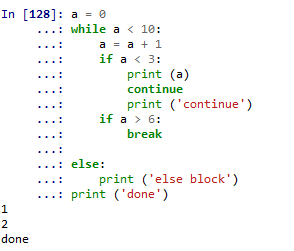 In [128]: a = 0
     ...: while a < 10:
     ...:     a = a + 1
     ...:     if a < 3:
     ...:         print (a)
     ...:         continue
     ...:         print ('continue')
     ...:     if a > 6:
     ...:         break
     ...:
     ...: else:
     ...:     print ('else block')
     ...: print ('done')
1
2
done